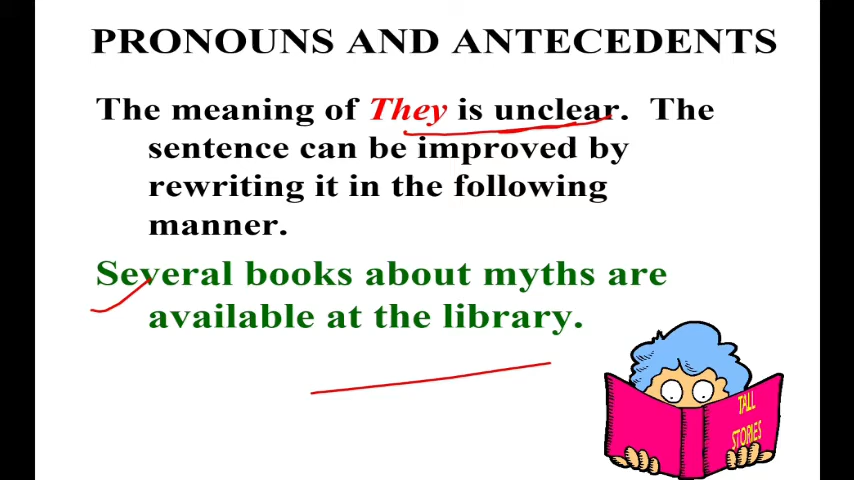 PRONOUNS AND ANTECEDENTS
The meaning of They is unclear. The
sentence can be improved by
rewriting it in the following
manner.
Several books about myths are
available at the library.
TALL
STORIES